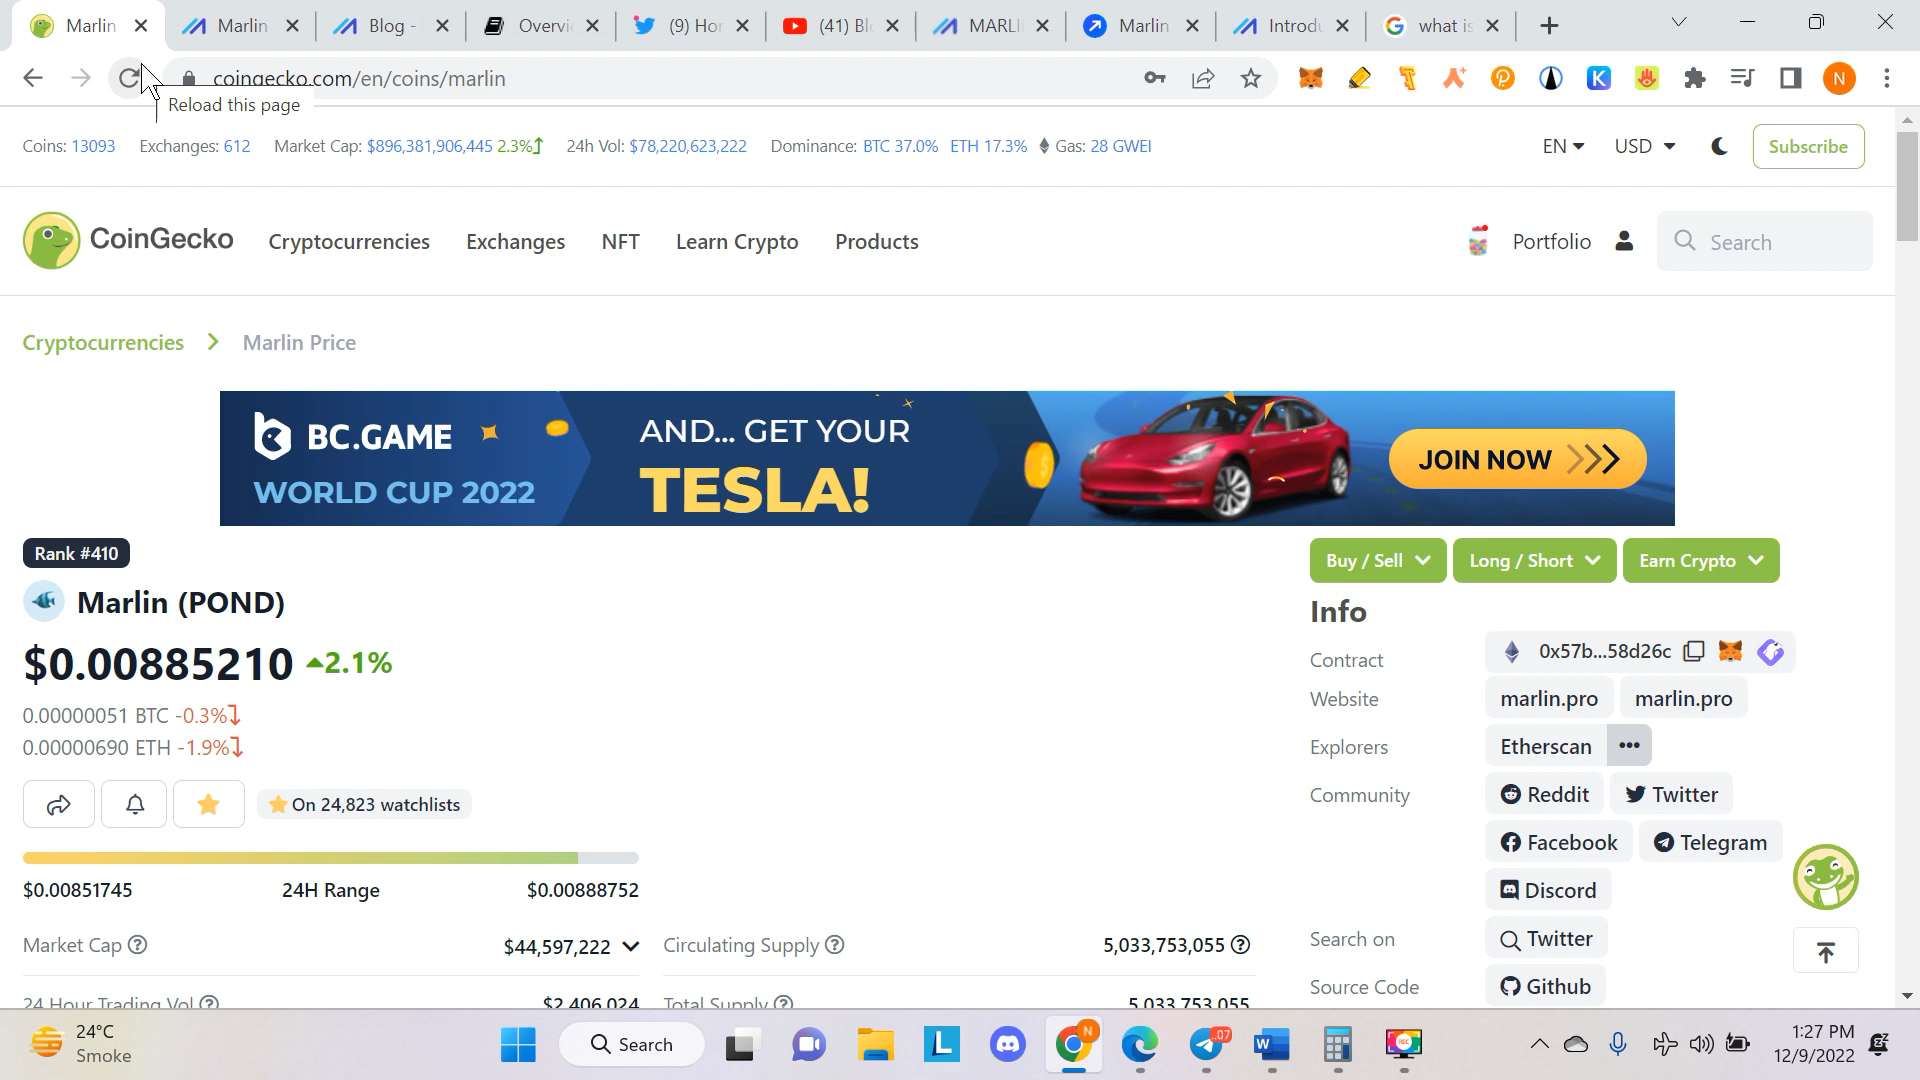 Marlin
Marlin
Blog -
Overvi
(9) Ho
(41) Bl
MARLI
Marlin
Introdu
what is
coingecko.com/en/coins/marlin
N
Reload this page
Coins: 13093 Exchanges: 612 Market Cap: $896,381,906,445 2.3% 24h Vol: $78,220,623,222 Dominance: BTC 37.0% ETH 17.3% Gas: 28 GWEI
EN USD Subscribe
CoinGecko Cryptocurrencies Exchanges NFT Learn Crypto Products Portfolio Search
Cryptocurrencies Marlin Price
BC.GAME
WORLD CUP 2022
AND... GET YOUR
TESLA!
JOIN NOW
Rank #410
Marlin (POND)
$0.00885210 2.1%
0.00000051 BTC -0.3%
0.00000690 ETH -1.9%
On 24,823 watchlists
$0.00851745 24H Range $0.00888752
Market Cap $44,597,222 Circulating Supply 5,033,753,055
24 Hour Trading Vol $2,406,024 Total Supply 5,033,753,055
Buy / Sell Long / Short Earn Crypto
Info
Contract 0x57b...58d26c
Website marlin.pro marlin.pro
Explorers Etherscan
Community Reddit Twitter
Facebook Telegram
Discord
Search on Twitter
Source Code Github
24°C
Smoke
Search
L
N
.07
W
REC
1:27 PM
12/9/2022